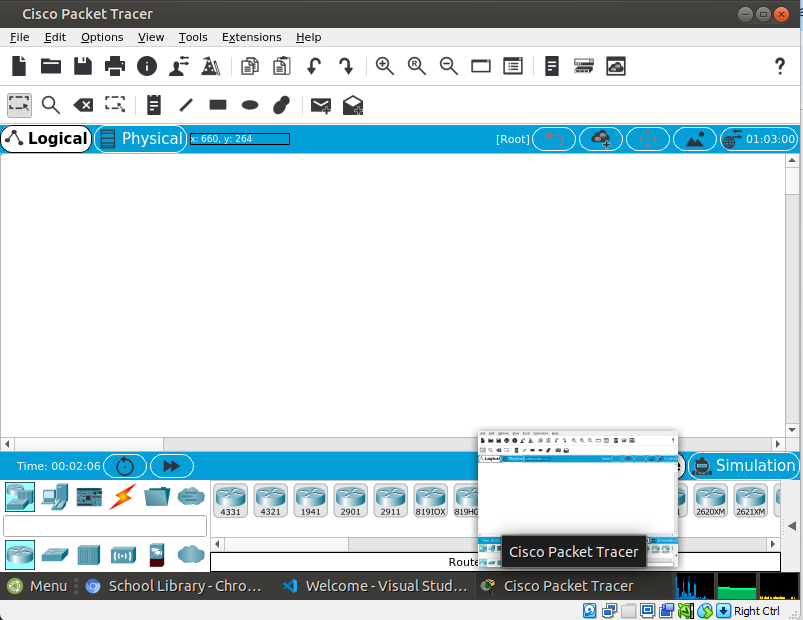 Cisco Packet Tracer
File Edit Options View Tools Extensions Help
Logical Physical x: 660, y: 264 [Root] 01:03:00
Time: 00:02:06 Simulation
4331 4321 1941 2901 2911 819IOX 819HG 2620XM 2621XM
Cisco Packet Tracer
Route
Menu School Library - Chro... Welcome - Visual Stud... Cisco Packet Tracer
Right Ctrl